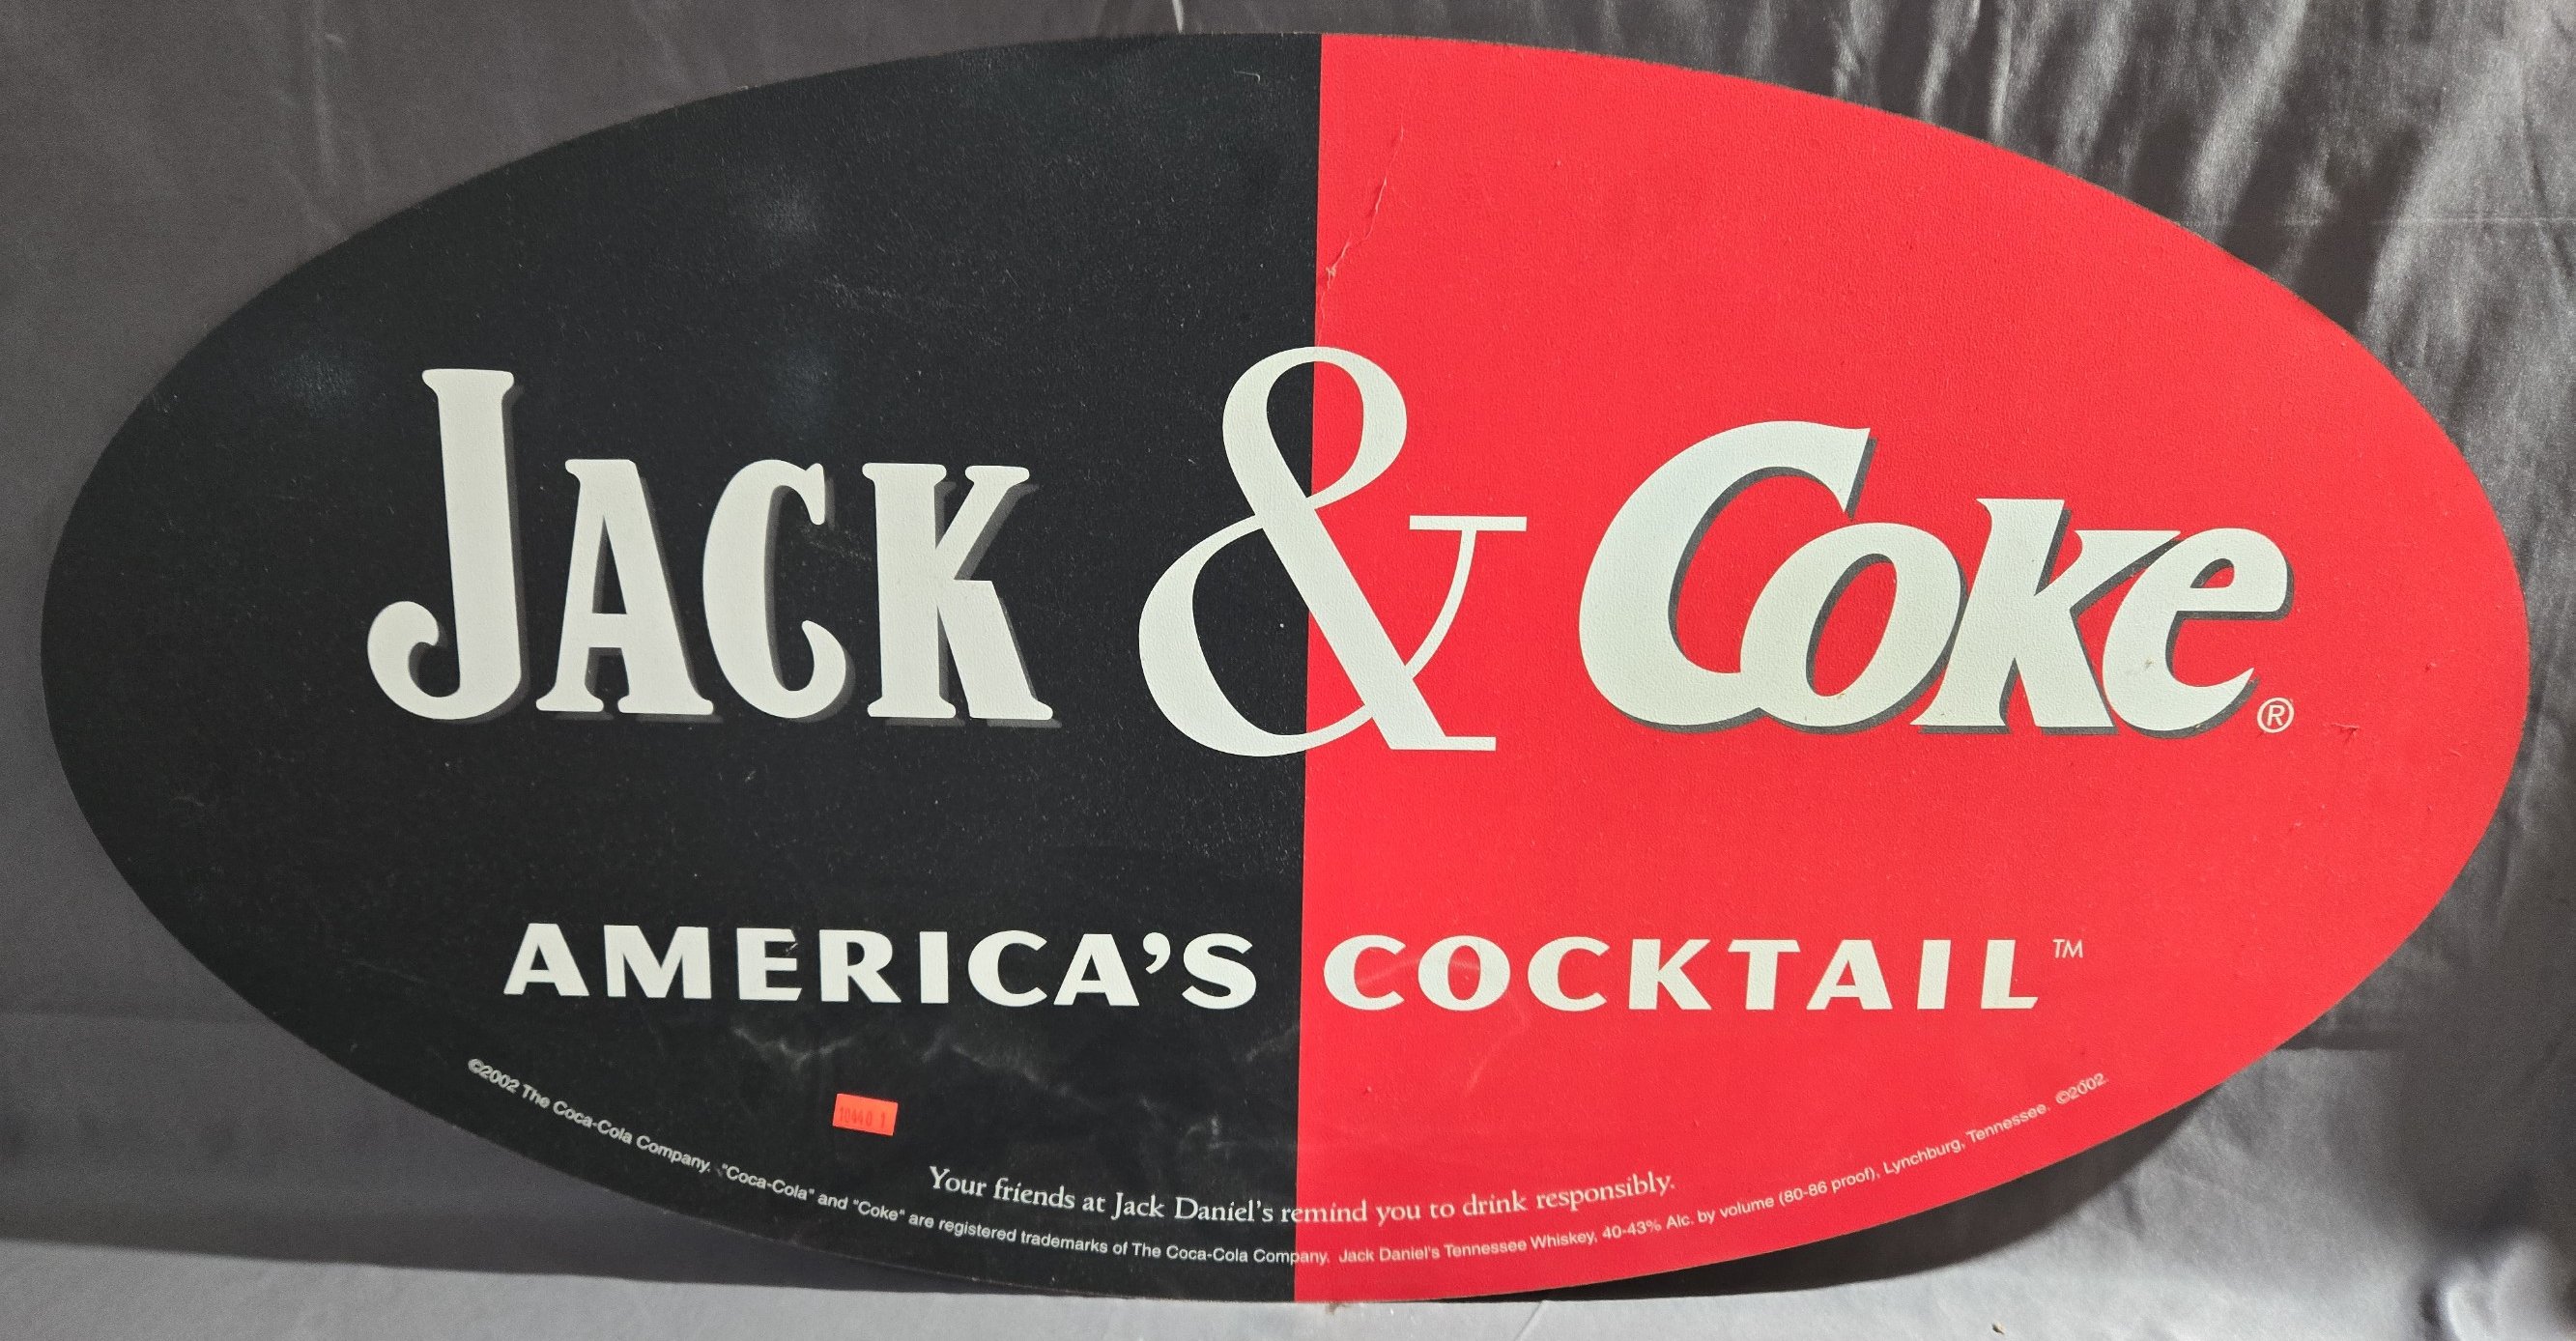 JACK & Coke®
AMERICA'S COCKTAIL™
Your friends at Jack Daniel's remind you to drink responsibly.
©2002 The Coca-Cola Company. "Coca-Cola" and "Coke" are registered trademarks of The Coca-Cola Company. Jack Daniel's Tennessee Whiskey, 40-43% Alc. by volume (80-86 proof), Lynchburg, Tennessee. ©2002.